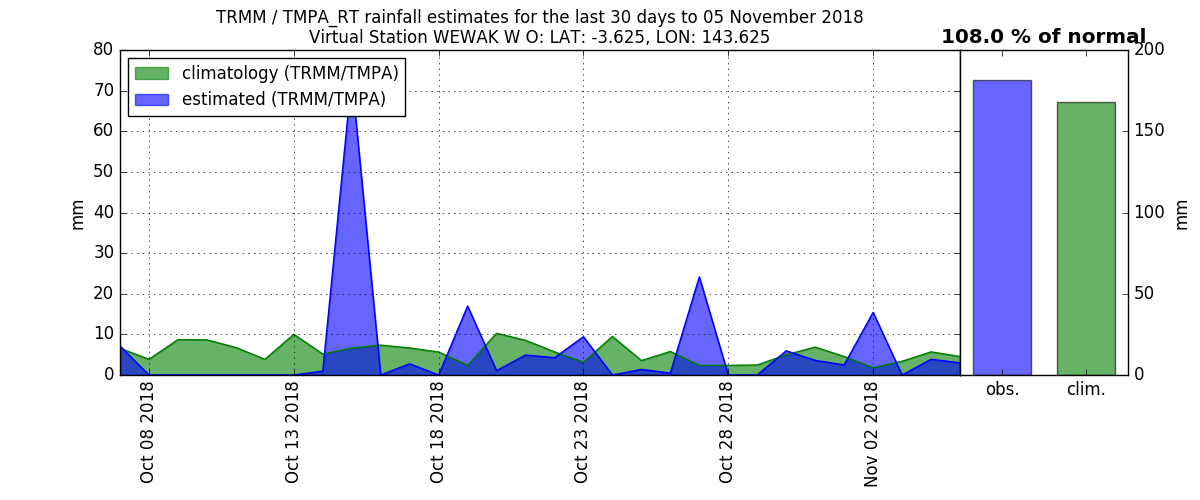 TRMM / TMPA_RT rainfall estimates for the last 30 days to 05 November 2018
Virtual Station WEWAK W O: LAT: -3.625, LON: 143.625
108.0 % of normal
climatology (TRMM/TMPA)
estimated (TRMM/TMPA)
80
70
60
50
40
30
20
10
0
mm
Oct 08 2018
Oct 13 2018
Oct 18 2018
Oct 23 2018
Oct 28 2018
Nov 02 2018
obs.
clim.
200
150
100
50
0
mm